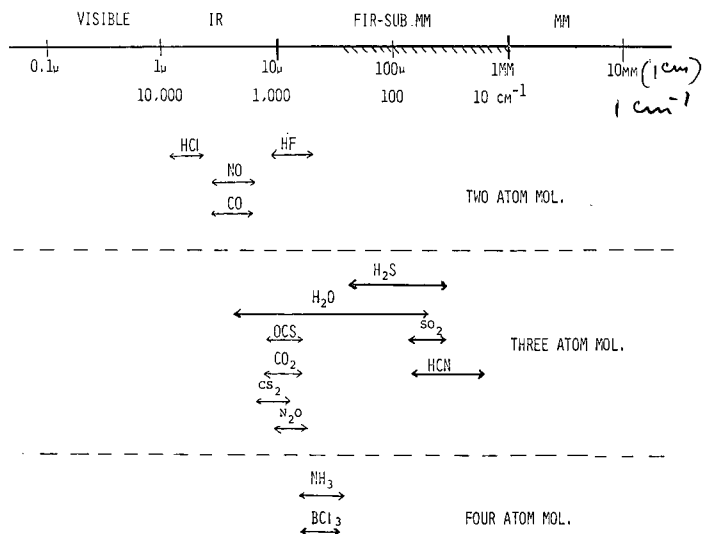 VISIBLE IR FIR-SUB.MM MM
0.1µ 1µ 10µ 100µ 1MM 10MM (1cm)
10,000 1,000 100 10 CM⁻¹ 1 cm⁻¹
HCl HF
NO
CO
TWO ATOM MOL.
H₂S
H₂O
OCS SO₂
THREE ATOM MOL.
CO₂ HCN
CS₂
N₂O
NH₃
BCl₃ FOUR ATOM MOL.